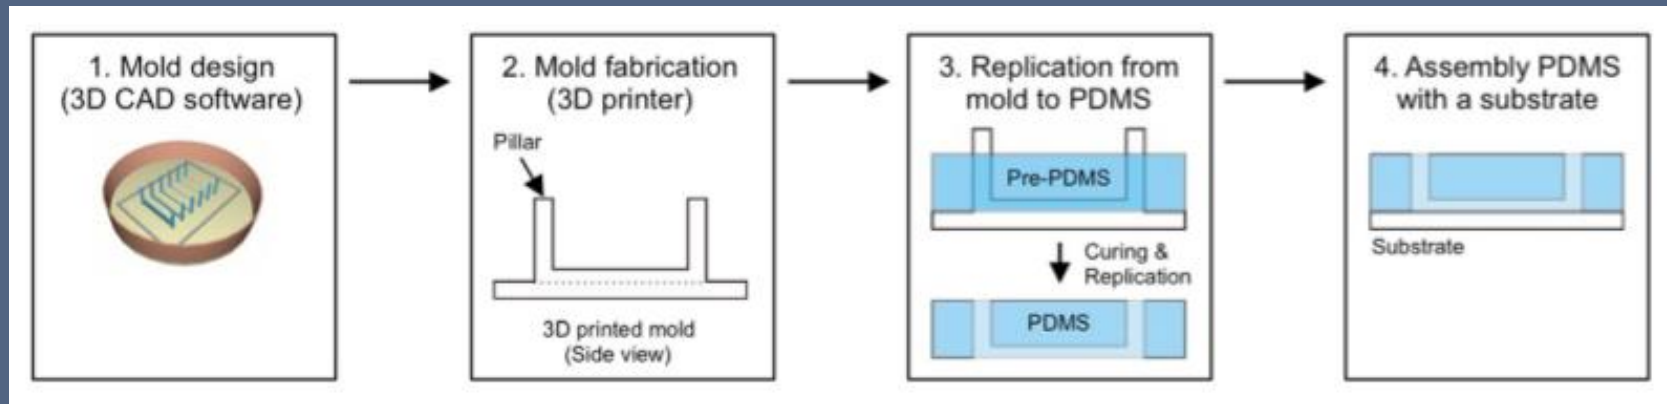 1. Mold design
(3D CAD software)
2. Mold fabrication
(3D printer)
Pillar
3D printed mold
(Side view)
3. Replication from
mold to PDMS
Pre-PDMS
Curing &
Replication
PDMS
4. Assembly PDMS
with a substrate
Substrate